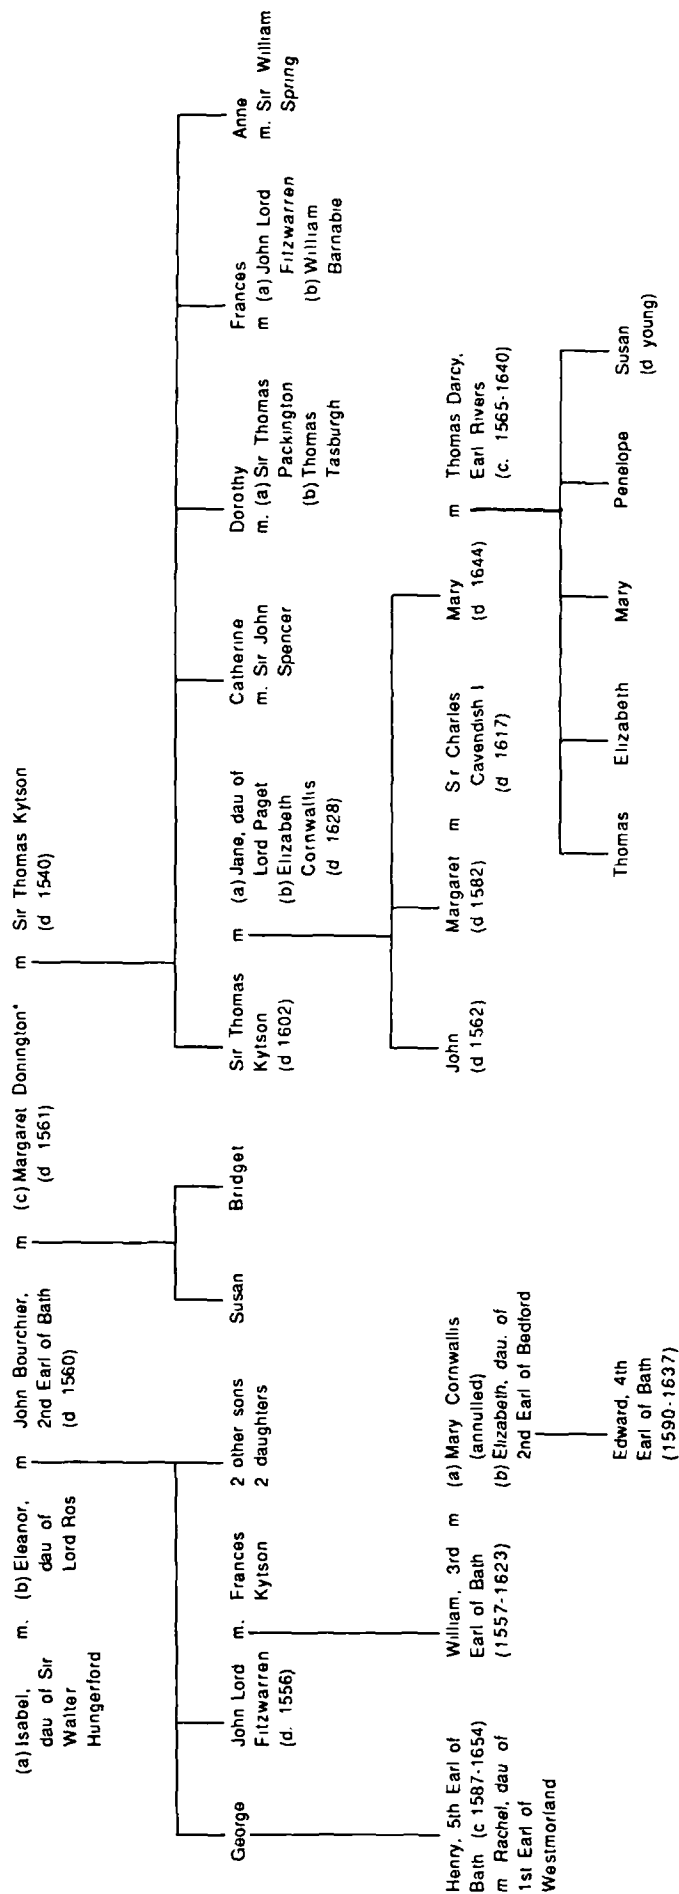 (a) Isabel,
dau of Sir
Walter
Hungerford
m.
(b) Eleanor,
dau of
Lord Ros
m
John Bourchier,
2nd Earl of Bath
(d 1560)
m
(c) Margaret Donington*
(d 1561)
m
Sir Thomas Kytson
(d 1540)
George
John Lord
Fitzwarren
(d. 1556)
m.
Frances
Kytson
2 other sons
2 daughters
Susan
Bridget
Sir Thomas
Kytson
(d 1602)
m
(a) Jane, dau of
Lord Paget
(b) Elizabeth
Cornwallis
(d 1628)
Catherine
m. Sir John
Spencer
Dorothy
m. (a) Sir Thomas
Packington
(b) Thomas
Tasburgh
Frances
m (a) John Lord
Fitzwarren
(b) William
Barnabie
Anne
m. Sir William
Spring
Henry, 5th Earl of
Bath (c 1587-1654)
m Rachel, dau of
1st Earl of
Westmorland
William, 3rd
Earl of Bath
(1557-1623)
m
(a) Mary Cornwallis
(annulled)
(b) Elizabeth, dau. of
2nd Earl of Bedford
John
(d 1562)
Margaret
(d 1582)
m
Sir Charles
Cavendish I
(d 1617)
Mary
(d 1644)
m
Thomas Darcy,
Earl Rivers
(c. 1565-1640)
Edward, 4th
Earl of Bath
(1590-1637)
Thomas
Elizabeth
Mary
Penelope
Susan
(d young)